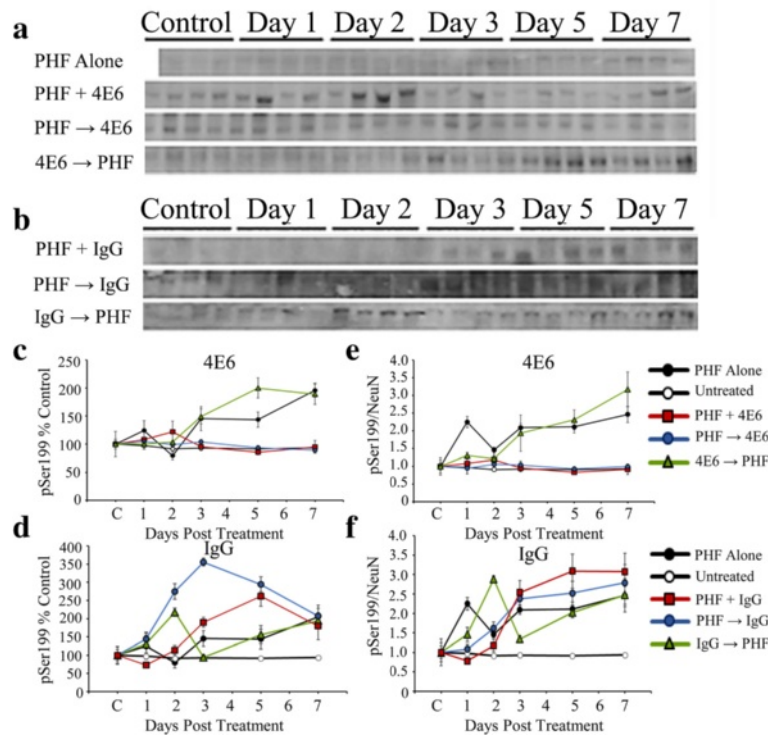 a
Control Day 1 Day 2 Day 3 Day 5 Day 7
PHF Alone
PHF + 4E6
PHF → 4E6
4E6 → PHF
b
Control Day 1 Day 2 Day 3 Day 5 Day 7
PHF + IgG
PHF → IgG
IgG → PHF
c
4E6
pSer199 % Control
250
200
150
100
50
0
C 1 2 3 4 5 6 7
Days Post Treatment
e
4E6
pSer199/NeuN
4.0
3.5
3.0
2.5
2.0
1.5
1.0
0.5
0.0
C 1 2 3 4 5 6 7
Days Post Treatment
PHF Alone
Untreated
PHF + 4E6
PHF → 4E6
4E6 → PHF
d
IgG
pSer199 % Control
400
350
300
250
200
150
100
50
0
C 1 2 3 4 5 6 7
Days Post Treatment
f
IgG
pSer199/NeuN
4.0
3.5
3.0
2.5
2.0
1.5
1.0
0.5
0.0
C 1 2 3 4 5 6 7
Days Post Treatment
PHF Alone
Untreated
PHF + IgG
PHF → IgG
IgG → PHF